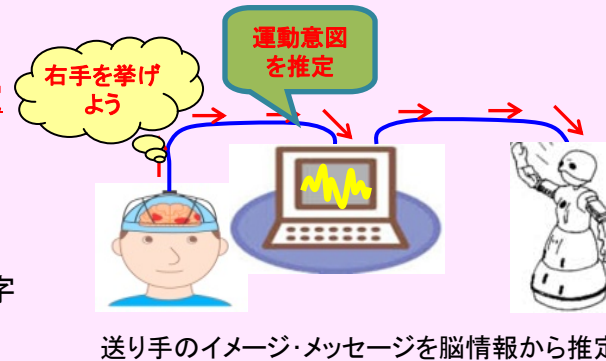 運動意図
を推定
右手を挙げ
よう
字
送り手のイメージ・メッセージを脳情報から推定